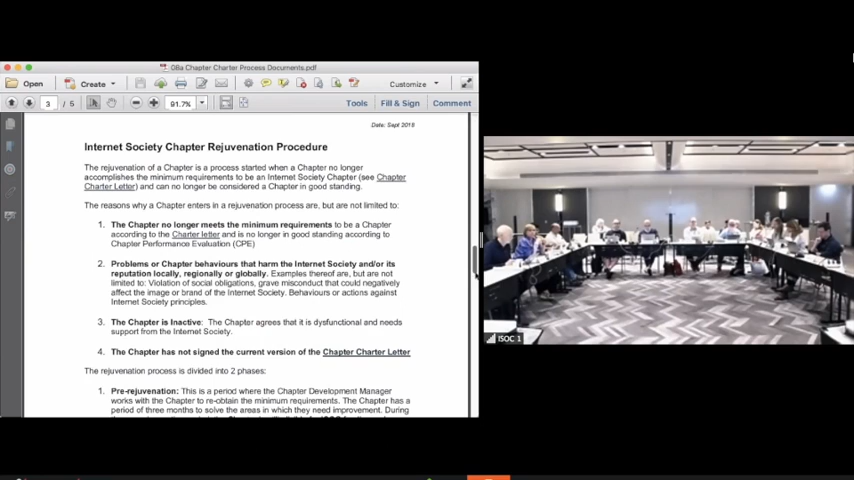 08a Chapter Charter Process Documents.pdf
Open
Create
Customize
3 / 5
91.7%
Tools
Fill & Sign
Comment
Date: Sept 2018
Internet Society Chapter Rejuvenation Procedure
The rejuvenation of a Chapter is a process started when a Chapter no longer
accomplishes the minimum requirements to be an Internet Society Chapter (see Chapter
Charter Letter) and can no longer be considered a Chapter in good standing.
The reasons why a Chapter enters in a rejuvenation process are, but are not limited to:
1. The Chapter no longer meets the minimum requirements to be a Chapter
according to the Charter letter and is no longer in good standing according to
Chapter Performance Evaluation (CPE)
2. Problems or Chapter behaviours that harm the Internet Society and/or its
reputation locally, regionally or globally. Examples thereof are, but are not
limited to: Violation of social obligations, grave misconduct that could negatively
affect the image or brand of the Internet Society. Behaviours or actions against
Internet Society principles.
3. The Chapter is Inactive: The Chapter agrees that it is dysfunctional and needs
support from the Internet Society.
4. The Chapter has not signed the current version of the Chapter Charter Letter
The rejuvenation process is divided into 2 phases:
1. Pre-rejuvenation: This is a period where the Chapter Development Manager
works with the Chapter to re-obtain the minimum requirements. The Chapter has a
period of three months to solve the areas in which they need improvement. During
ISOC 1